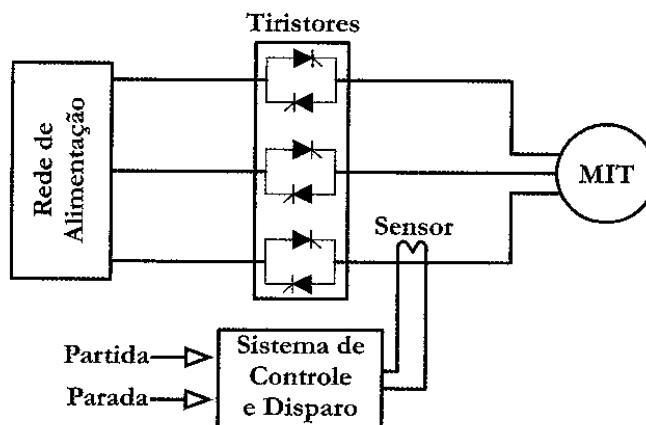 Tiristores
Rede de
Alimentação
MIT
Sensor
Partida
Parada
Sistema de
Controle
e Disparo